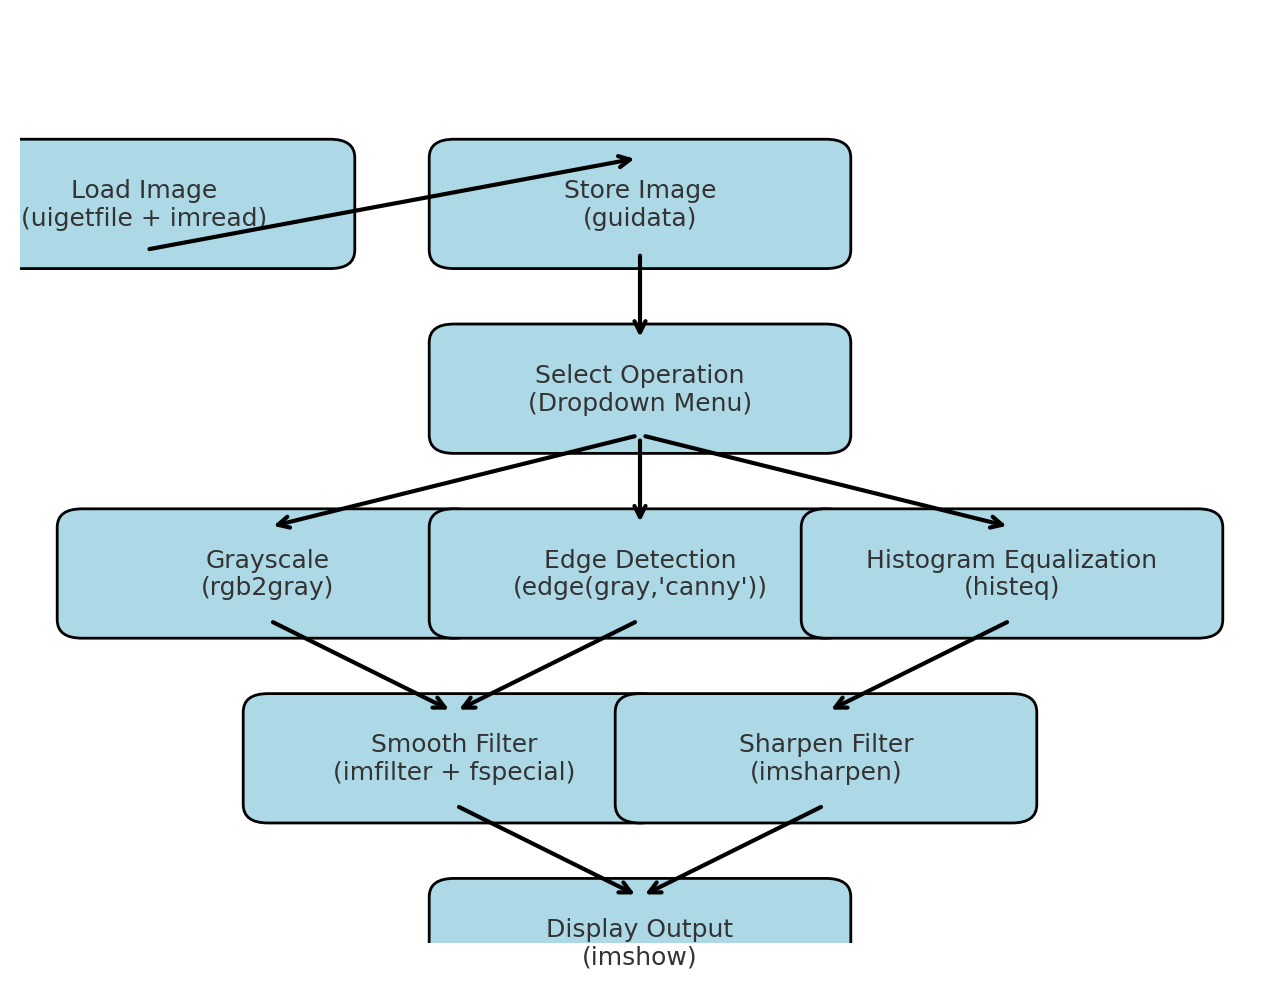 Load Image
(uigetfile + imread)
Store Image
(guidata)
Select Operation
(Dropdown Menu)
Grayscale
(rgb2gray)
Edge Detection
(edge(gray,'canny'))
Histogram Equalization
(histeq)
Smooth Filter
(imfilter + fspecial)
Sharpen Filter
(imsharpen)
Display Output
(imshow)